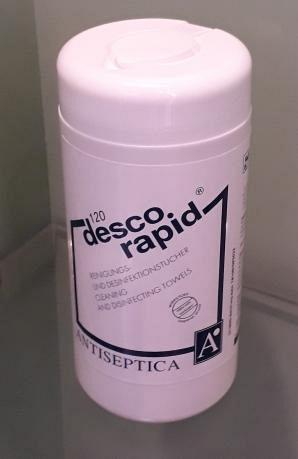 120
desco
rapid®
REINIGUNGS-
UND DESINFEKTIONSTÜCHER
CLEANING
AND DISINFECTING TOWELS
ANTISEPTICA
A